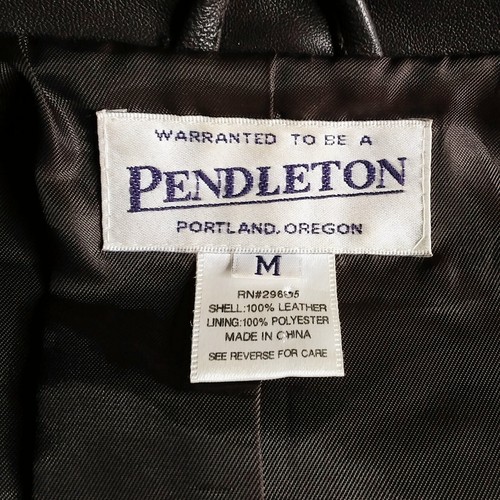 WARRANTED TO BE A
PENDLETON
PORTLAND, OREGON
M
SHELL:100% LEATHER
LINING:100% POLYESTER
MADE IN CHINA
SEE REVERSE FOR CARE